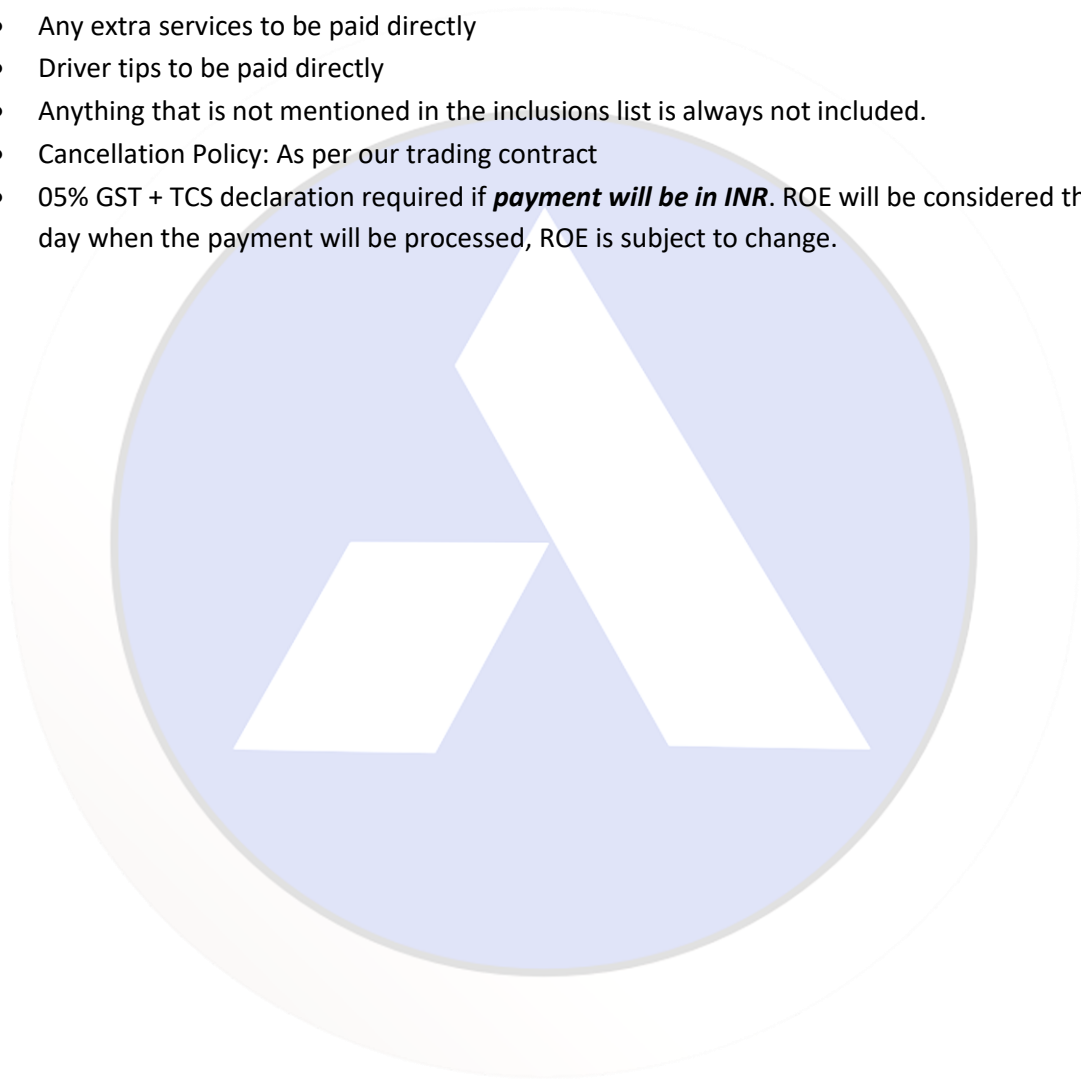 • Any extra services to be paid directly
• Driver tips to be paid directly
• Anything that is not mentioned in the inclusions list is always not included.
• Cancellation Policy: As per our trading contract
• 05% GST + TCS declaration required if payment will be in INR. ROE will be considered th
day when the payment will be processed, ROE is subject to change.